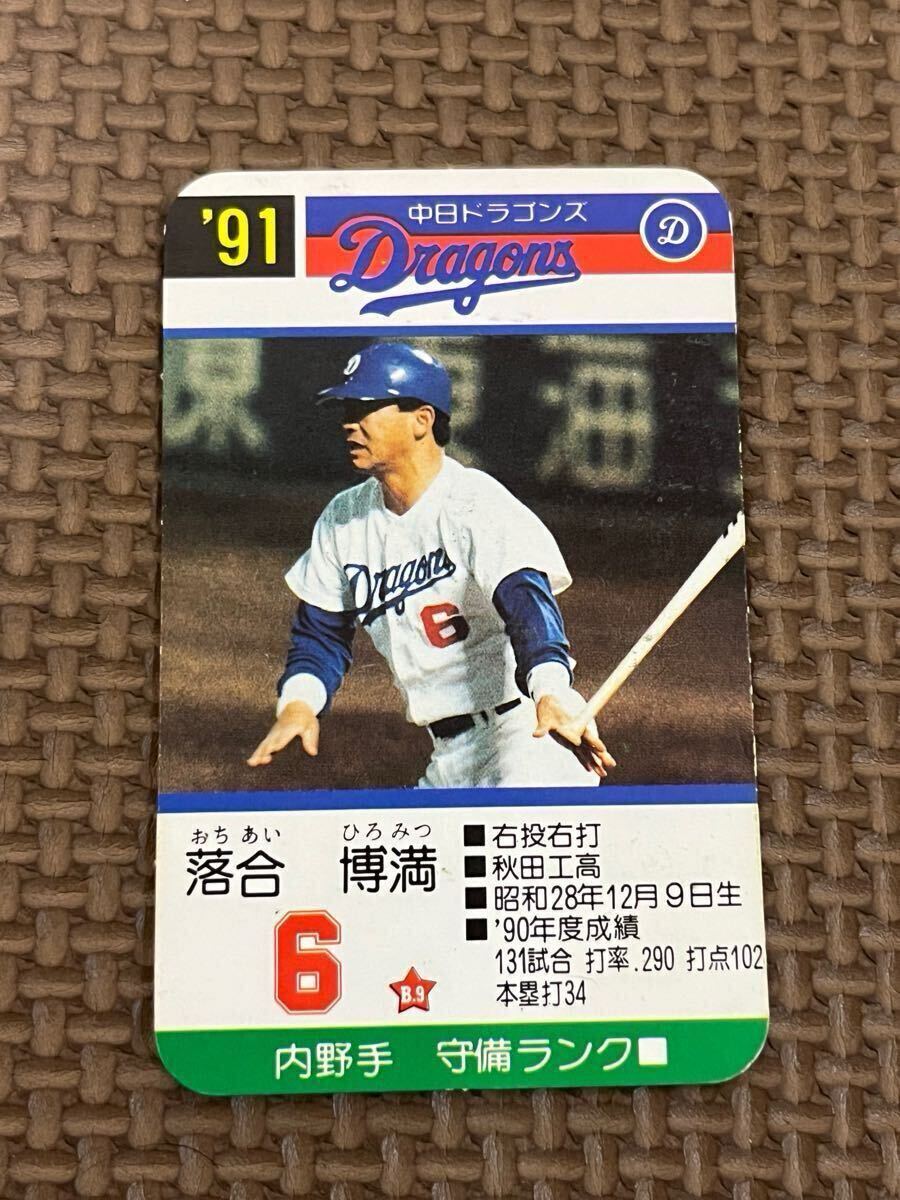 '91
中日ドラゴンズ
Dragons
D
D
Dragons
6
おち あい ひろ みつ
落合 博満
6
B.9
■右投右打
■秋田工高
■昭和28年12月9日生
■'90年度成績
131試合 打率.290 打点102
本塁打34
内野手 守備ランク■